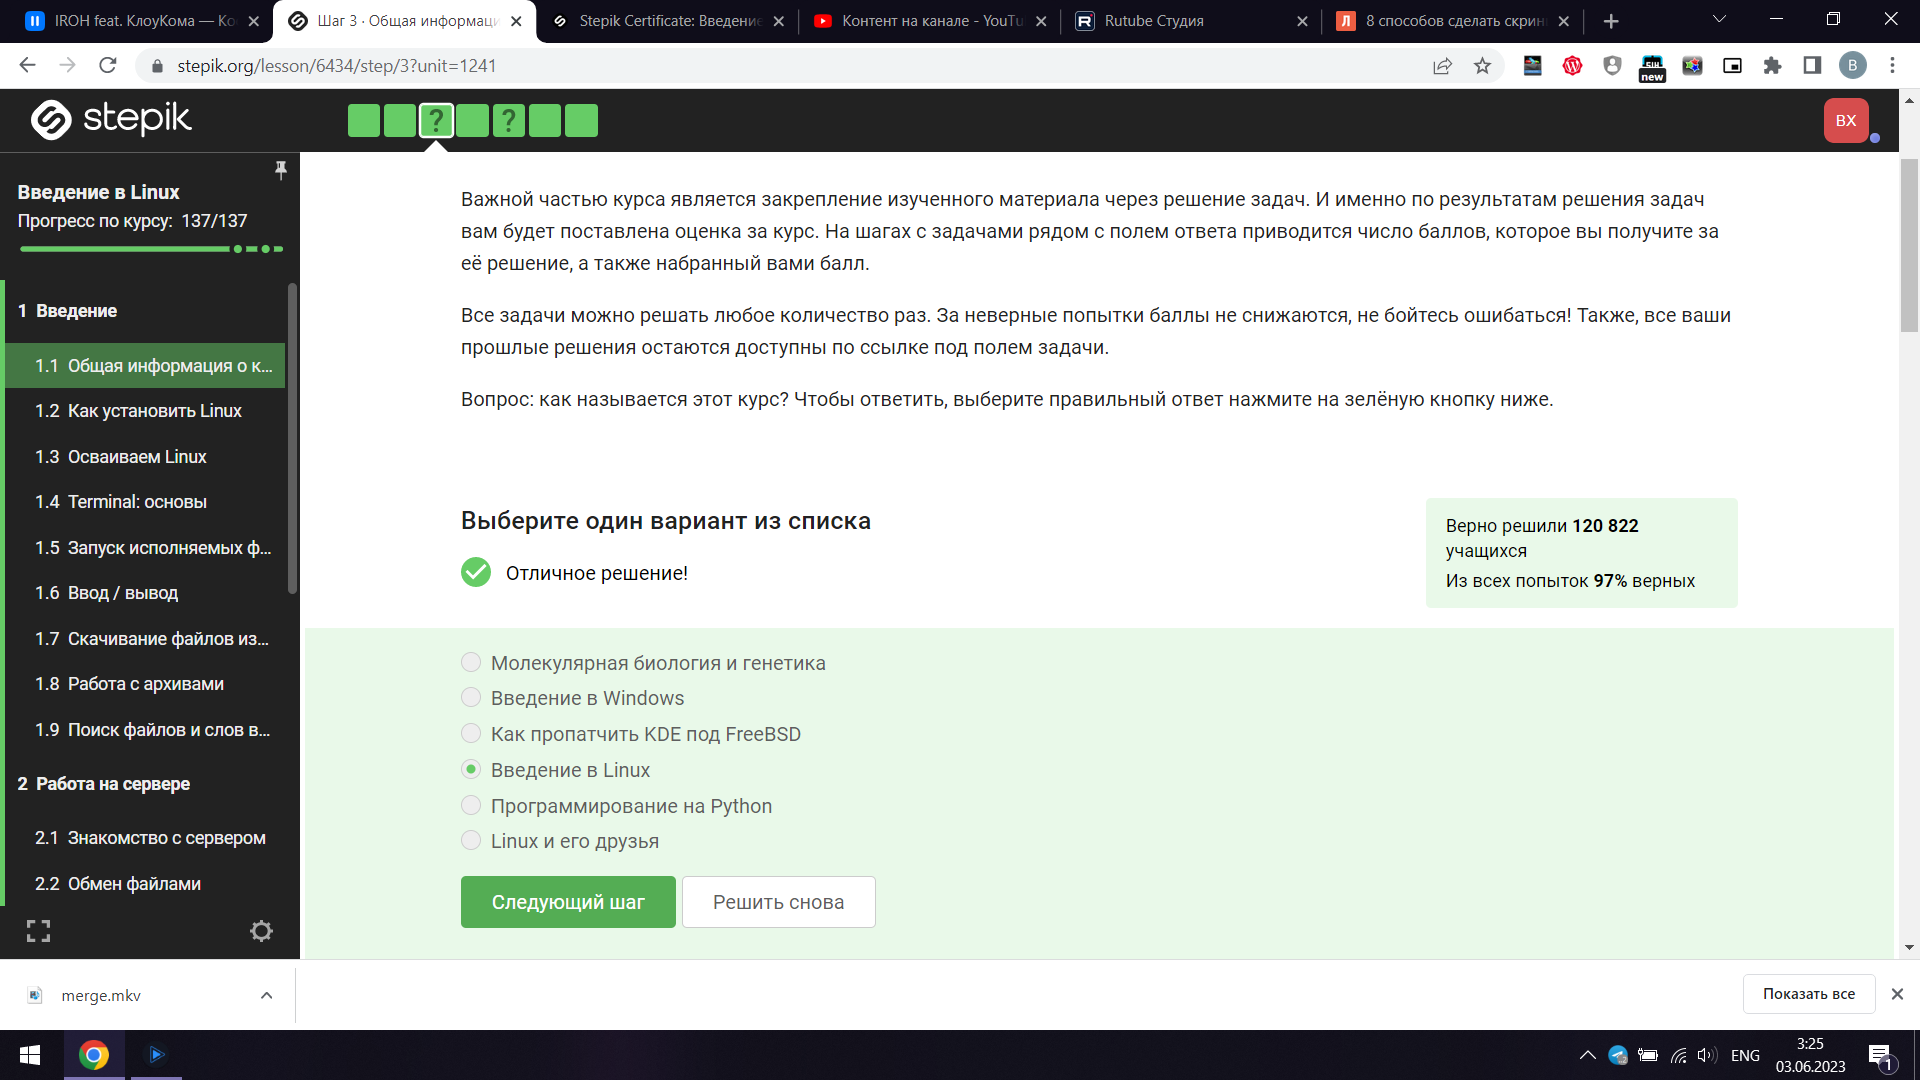 IROH feat. КлоуКома — Ко
Шаг 3 · Общая информаци
Stepik Certificate: Введение
Контент на канале - YouTu
Rutube Студия
8 способов сделать скрин
stepik.org/lesson/6434/step/3?unit=1241
new
B
stepik
? ?
BX
Введение в Linux
Прогресс по курсу: 137/137
1 Введение
1.1 Общая информация о к...
1.2 Как установить Linux
1.3 Осваиваем Linux
1.4 Terminal: основы
1.5 Запуск исполняемых ф...
1.6 Ввод / вывод
1.7 Скачивание файлов из...
1.8 Работа с архивами
1.9 Поиск файлов и слов в...
2 Работа на сервере
2.1 Знакомство с сервером
2.2 Обмен файлами
Важной частью курса является закрепление изученного материала через решение задач. И именно по результатам решения задач
вам будет поставлена оценка за курс. На шагах с задачами рядом с полем ответа приводится число баллов, которое вы получите за
её решение, а также набранный вами балл.
Все задачи можно решать любое количество раз. За неверные попытки баллы не снижаются, не бойтесь ошибаться! Также, все ваши
прошлые решения остаются доступны по ссылке под полем задачи.
Вопрос: как называется этот курс? Чтобы ответить, выберите правильный ответ нажмите на зелёную кнопку ниже.
Выберите один вариант из списка
Отличное решение!
Верно решили 120 822
учащихся
Из всех попыток 97% верных
Молекулярная биология и генетика
Введение в Windows
Как пропатчить KDE под FreeBSD
Введение в Linux
Программирование на Python
Linux и его друзья
Следующий шаг
Решить снова
merge.mkv
Показать все
ENG
3:25
03.06.2023
1